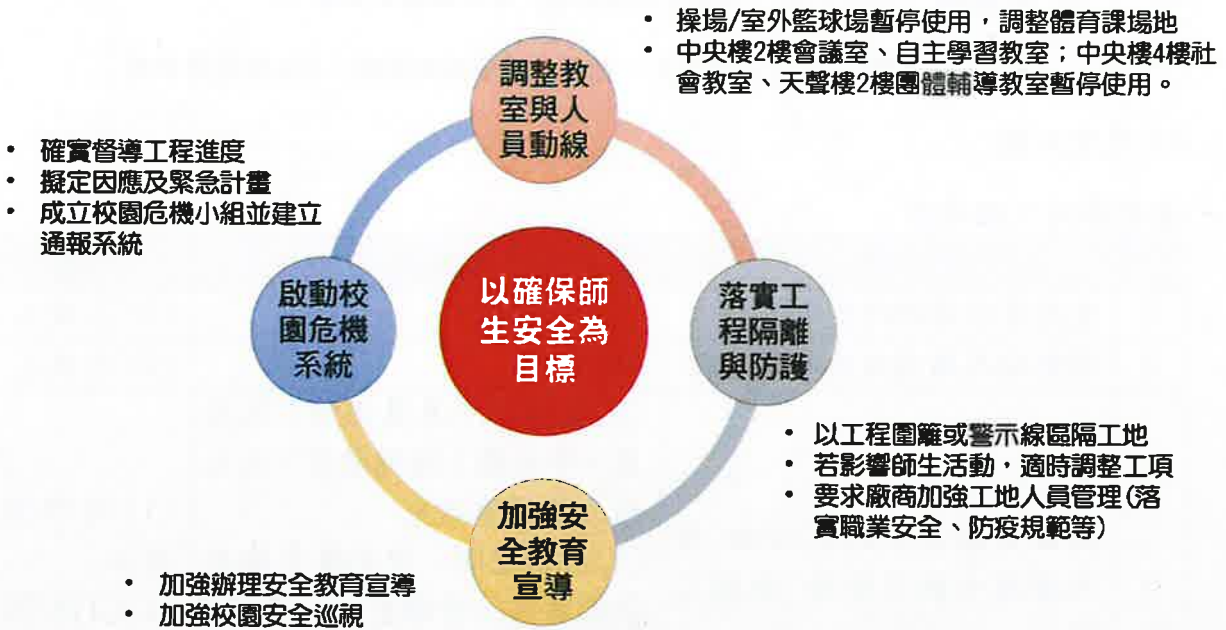 • 操場/室外籃球場暫停使用，調整體育課場地
• 中央樓2樓會議室、自主學習教室；中央樓4樓社
會教室、天聲樓2樓團體輔導教室暫停使用。
調整教
室與人
員動線
• 確實督導工程進度
• 擬定因應及緊急計畫
• 成立校園危機小組並建立
通報系統
啟動校
園危機
系統
以確保師
生安全為
目標
落實工
程隔離
與防護
• 以工程圍籬或警示線區隔工地
• 若影響師生活動，適時調整工項
• 要求廠商加強工地人員管理(落
實職業安全、防疫規範等)
加強安
全教育
宣導
• 加強辦理安全教育宣導
• 加強校園安全巡視